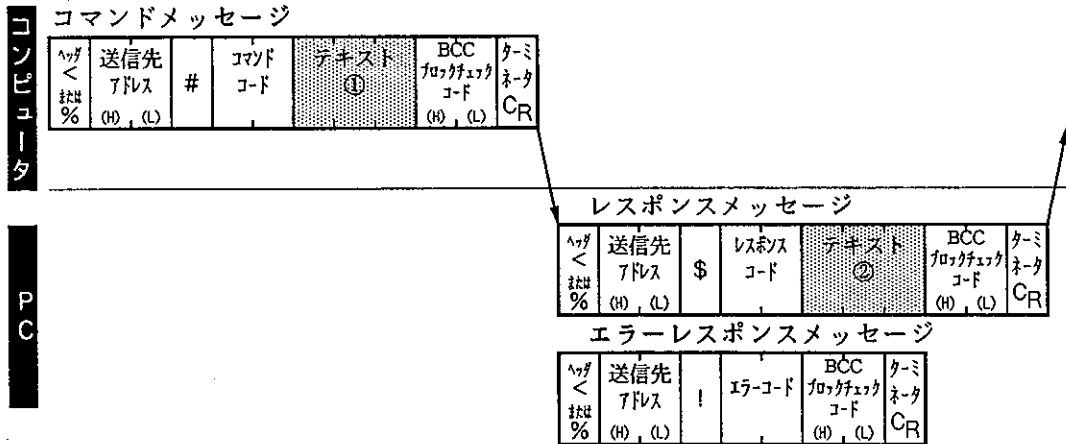 コンピュータ
コマンドメッセージ
ヘッダ < または %
送信先 アドレス (H) (L)
#
コマンド コード
テキスト ①
BCC ブロックチェック コード (H) (L)
ターミネータ CR
PC
レスポンスメッセージ
ヘッダ < または %
送信先 アドレス (H) (L)
$
レスポンス コード
テキスト ②
BCC ブロックチェック コード (H) (L)
ターミネータ CR
エラーレスポンスメッセージ
ヘッダ < または %
送信先 アドレス (H) (L)
!
エラーコード
BCC ブロックチェック コード (H) (L)
ターミネータ CR